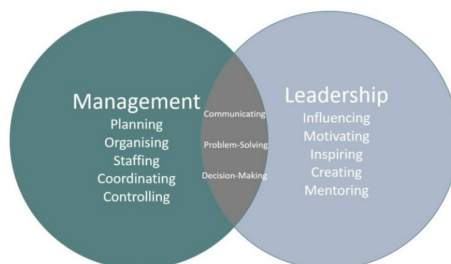 Management
Planning
Organising
Staffing
Coordinating
Controlling
Communicating
Problem-Solving
Decision-Making
Leadership
Influencing
Motivating
Inspiring
Creating
Mentoring